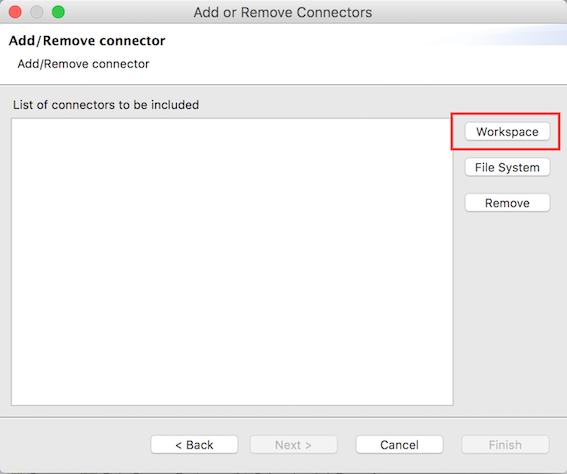 Add or Remove Connectors
Add/Remove connector
Add/Remove connector
List of connectors to be included
Workspace
File System
Remove
< Back
Next >
Cancel
Finish